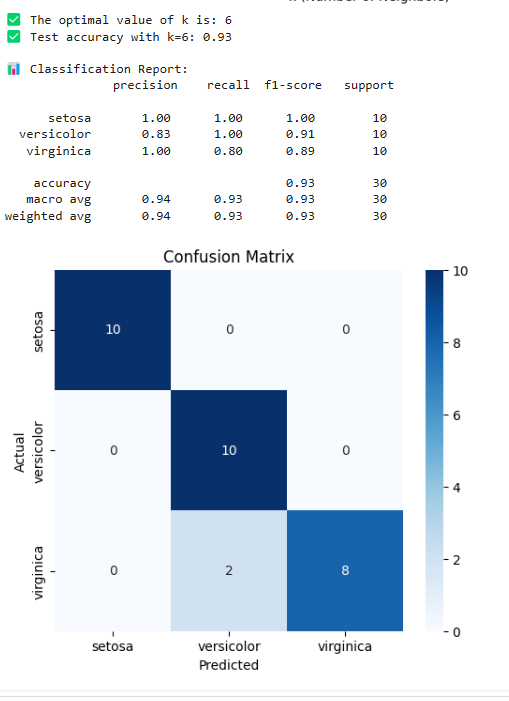 k (Number of Neighbors)
✅ The optimal value of k is: 6
✅ Test accuracy with k=6: 0.93
📊 Classification Report:
precision recall f1-score support
setosa 1.00 1.00 1.00 10
versicolor 0.83 1.00 0.91 10
virginica 1.00 0.80 0.89 10
accuracy 0.93 30
macro avg 0.94 0.93 0.93 30
weighted avg 0.94 0.93 0.93 30
Confusion Matrix
setosa 10 0 0
versicolor 0 10 0
virginica 0 2 8
Actual
setosa versicolor virginica
Predicted
10
8
6
4
2
0